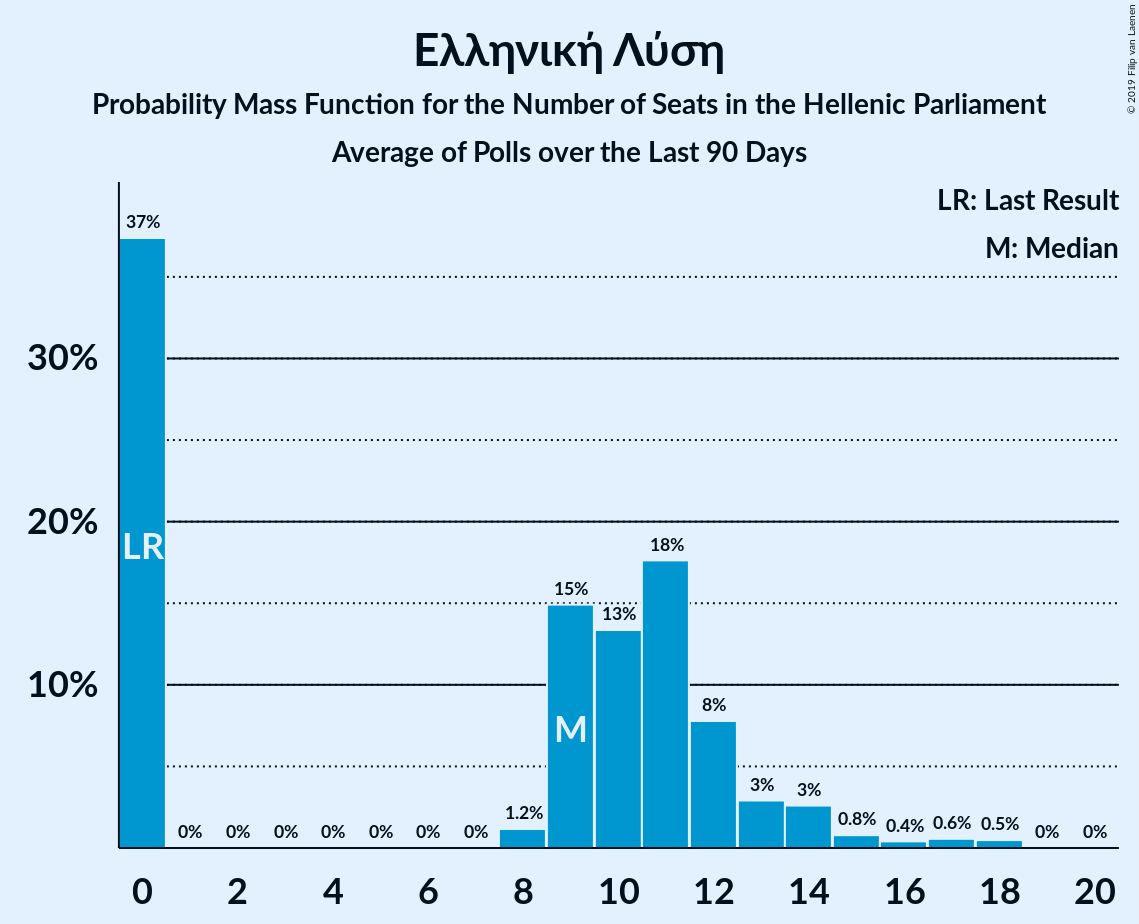 Ελληνική Λύση
Probability Mass Function for the Number of Seats in the Hellenic Parliament
Average of Polls over the Last 90 Days
© 2019 Filip van Laenen
LR: Last Result
M: Median
30%
20%
10%
37%
0%
0%
0%
0%
0%
0%
0%
1.2%
15%
13%
18%
8%
3%
3%
0.8%
0.4%
0.6%
0.5%
0%
0%
LR
M
0 2 4 6 8 10 12 14 16 18 20